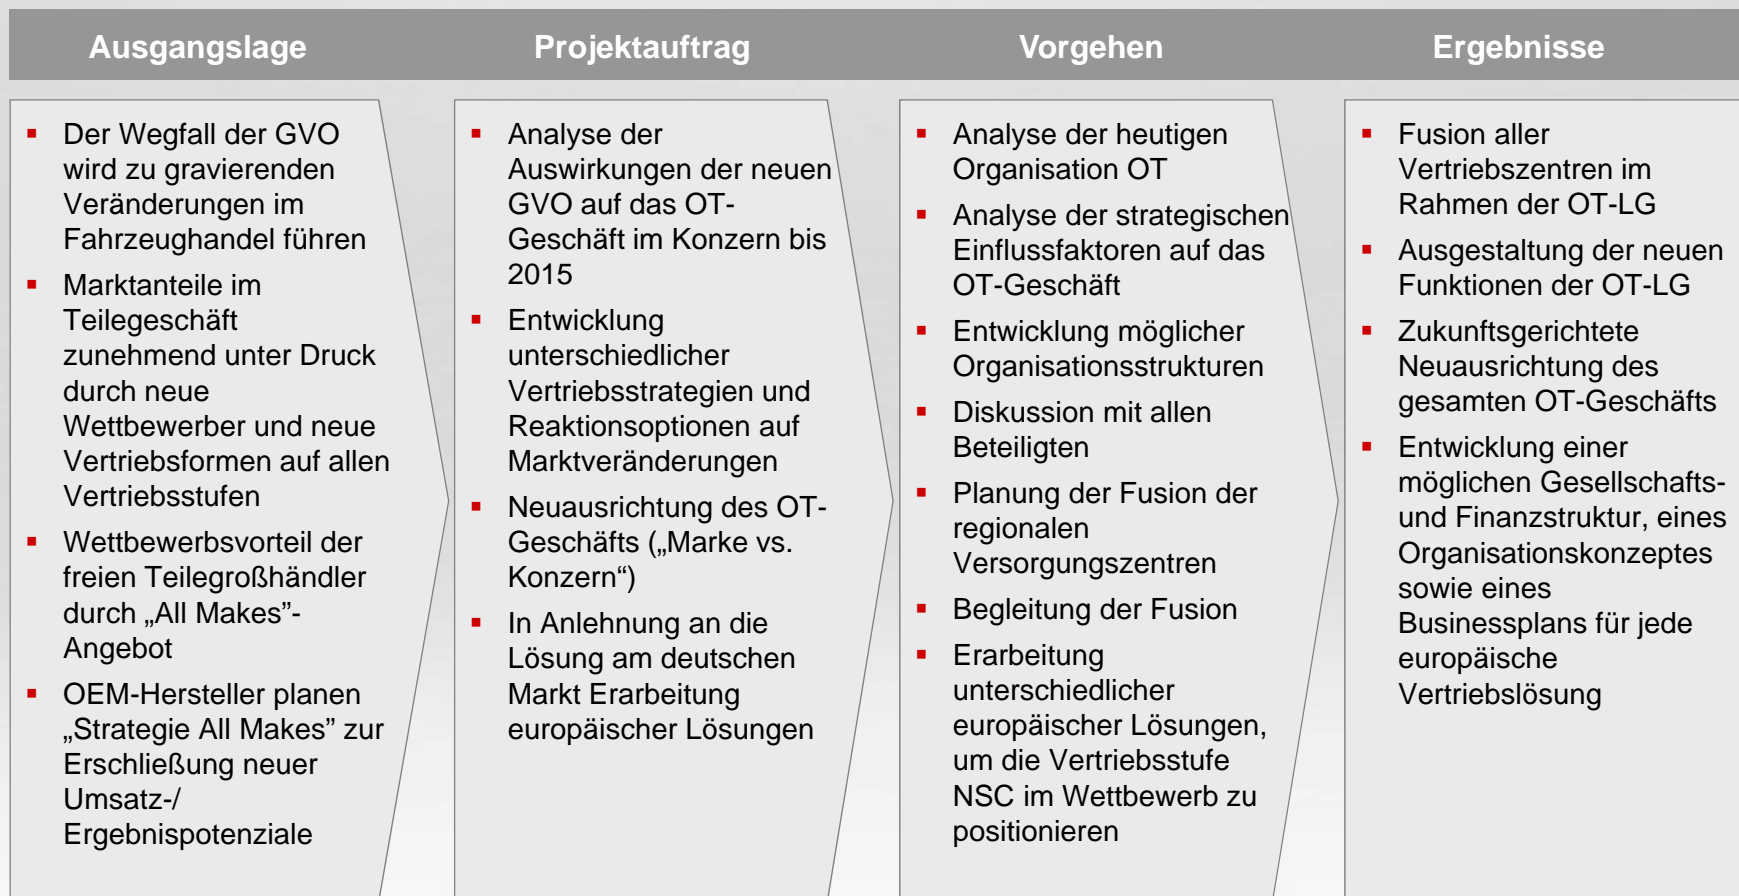 Ausgangslage
Projektauftrag
Vorgehen
Ergebnisse
Der Wegfall der GVO
wird zu gravierenden
Veränderungen im
Fahrzeughandel führen
Marktanteile im
Teilegeschäft
zunehmend unter Druck
durch neue
Wettbewerber und neue
Vertriebsformen auf allen
Vertriebsstufen
Wettbewerbsvorteil der
freien Teilegroßhändler
durch „All Makes”-
Angebot
OEM-Hersteller planen
„Strategie All Makes” zur
Erschließung neuer
Umsatz-/
Ergebnispotenziale
Analyse der
Auswirkungen der neuen
GVO auf das OT-
Geschäft im Konzern bis
2015
Entwicklung
unterschiedlicher
Vertriebsstrategien und
Reaktionsoptionen auf
Marktveränderungen
Neuausrichtung des OT-
Geschäfts („Marke vs.
Konzern“)
In Anlehnung an die
Lösung am deutschen
Markt Erarbeitung
europäischer Lösungen
Analyse der heutigen
Organisation OT
Analyse der strategischen
Einflussfaktoren auf das
OT-Geschäft
Entwicklung möglicher
Organisationsstrukturen
Diskussion mit allen
Beteiligten
Planung der Fusion der
regionalen
Versorgungszentren
Begleitung der Fusion
Erarbeitung
unterschiedlicher
europäischer Lösungen,
um die Vertriebsstufe
NSC im Wettbewerb zu
positionieren
Fusion aller
Vertriebszentren im
Rahmen der OT-LG
Ausgestaltung der neuen
Funktionen der OT-LG
Zukunftsgerichtete
Neuausrichtung des
gesamten OT-Geschäfts
Entwicklung einer
möglichen Gesellschafts-
und Finanzstruktur, eines
Organisationskonzeptes
sowie eines
Businessplans für jede
europäische
Vertriebslösung